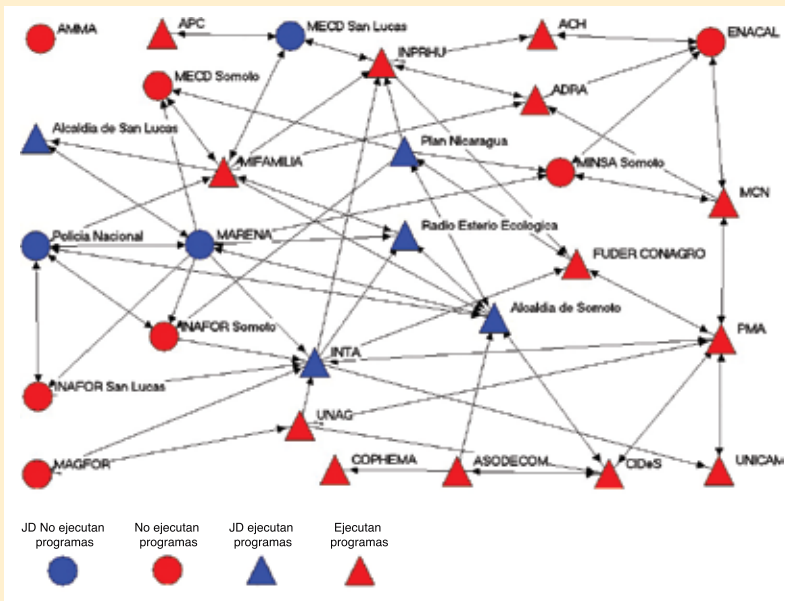 AMMA
APC
MECD San Lucas
ACH
ENACAL
INPRHU
MECD Somolo
ADRA
Alcaldia de San Lucas
Plan Nicaragua
MIFAMILIA
MINSA Somoto
IMCN
Policia Nacional
MARENA
Radio Esterio Ecologica
FUDER CONAGRO
Alcaldia de Somoto
INAFOR Somoto
PMA
INTA
INAFOR San Lucas
UNAG
MAGFOR
COPHEMA
ASODECOM
CIDeS
UNICAM
JD No ejecutan programas
No ejecutan programas
JD ejecutan programas
Ejecutan programas